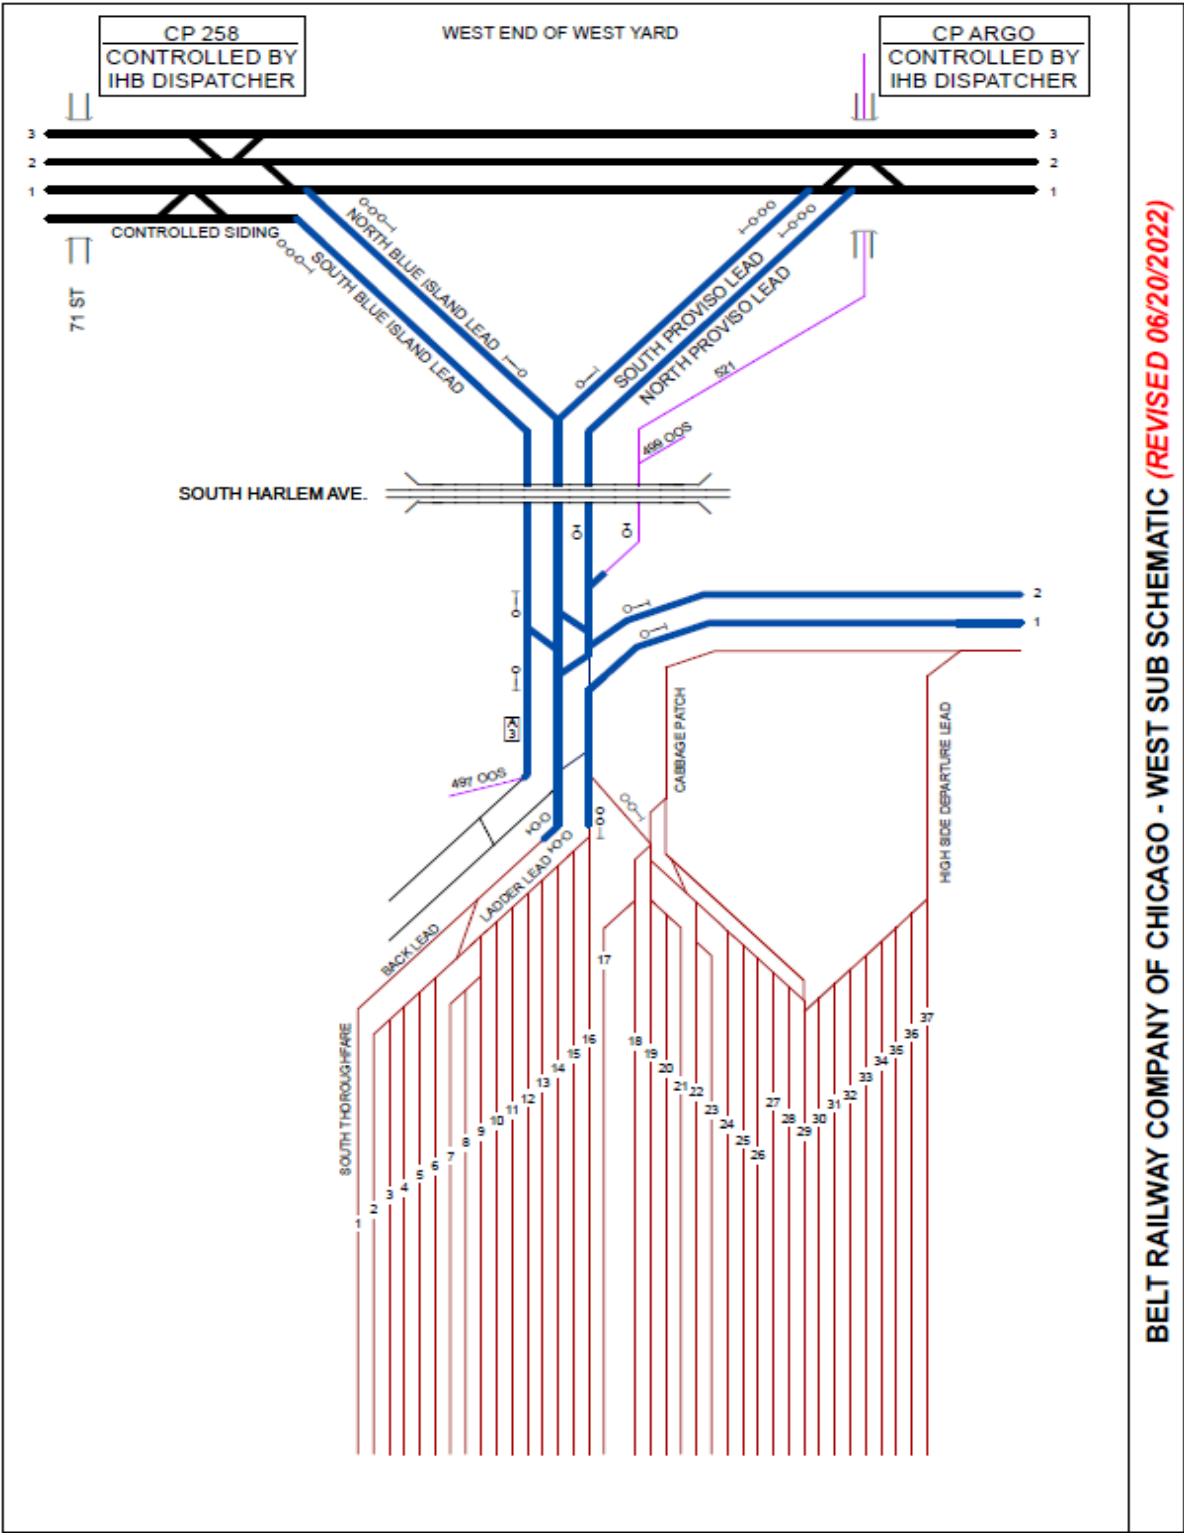 CP 258
CONTROLLED BY
IHB DISPATCHER
WEST END OF WEST YARD
CP ARGO
CONTROLLED BY
IHB DISPATCHER
3
3
2
2
1
1
CONTROLLED SIDING
71 ST
NORTH BLUE ISLAND LEAD
SOUTH BLUE ISLAND LEAD
SOUTH PROVISO LEAD
NORTH PROVISO LEAD
521
499 OOS
SOUTH HARLEM AVE.
2
1
A3
497 OOS
CABBAGE PATCH
HIGH SIDE DEPARTURE LEAD
LADDER LEAD
BACK LEAD
SOUTH THOROUGHFARE
1
2
3
4
5
6
7
8
9
10
11
12
13
14
15
16
17
18
19
20
21
22
23
24
25
26
27
28
29
30
31
32
33
34
35
36
37
BELT RAILWAY COMPANY OF CHICAGO - WEST SUB SCHEMATIC (REVISED 06/20/2022)